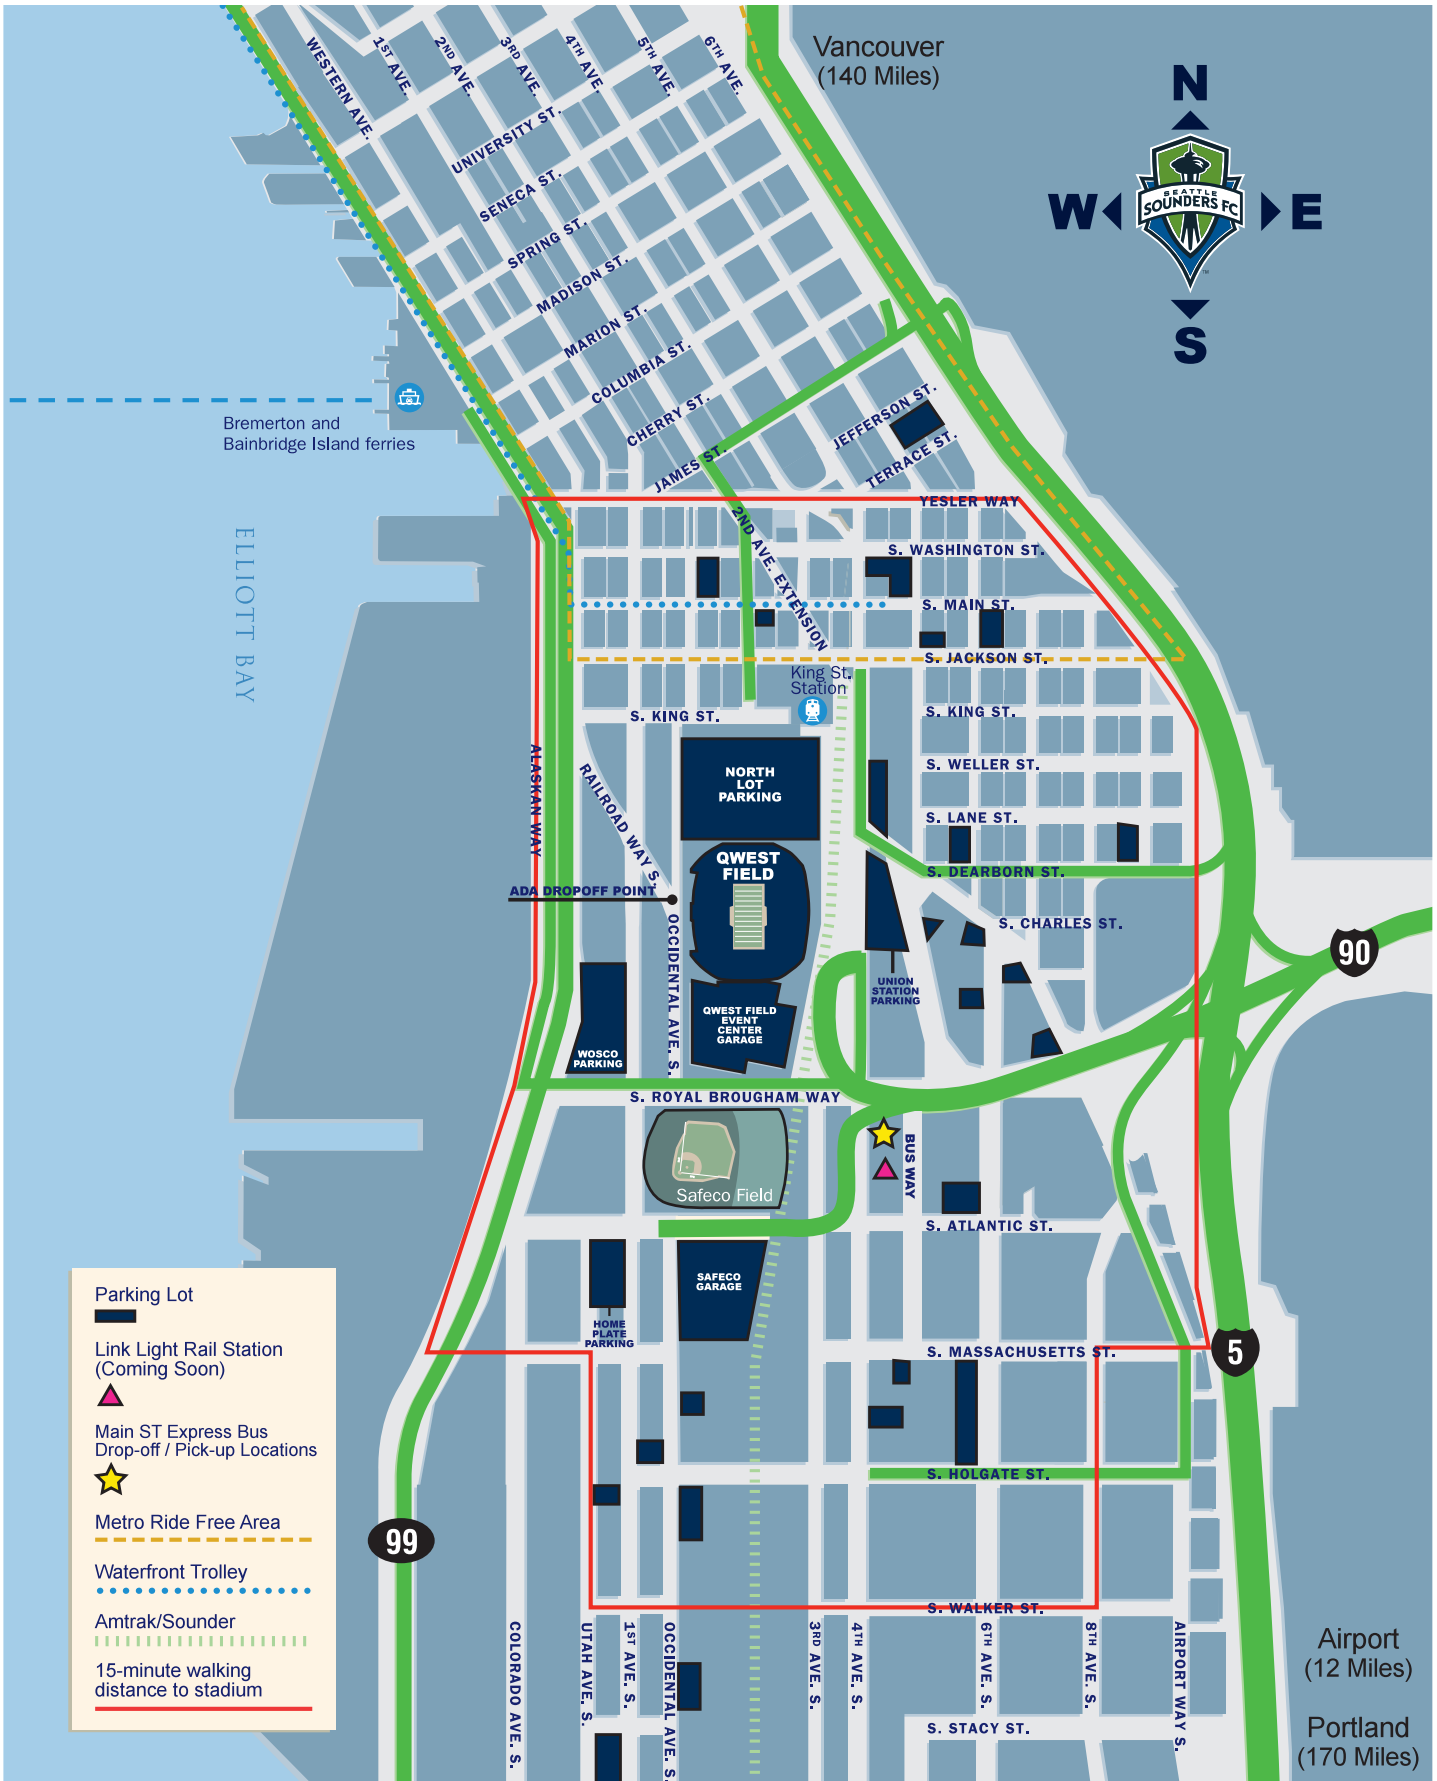 Vancouver
(140 Miles)
N
W
E
S
SEATTLE
SOUNDERS FC
TM
WESTERN AVE.
1ST AVE.
2ND AVE.
3RD AVE.
4TH AVE.
5TH AVE.
6TH AVE.
UNIVERSITY ST.
SENECA ST.
SPRING ST.
MADISON ST.
MARION ST.
COLUMBIA ST.
CHERRY ST.
JAMES ST.
JEFFERSON ST.
TERRACE ST.
Bremerton and
Bainbridge Island ferries
ELLIOTT BAY
YESLER WAY
2ND AVE. EXTENSION
S. WASHINGTON ST.
S. MAIN ST.
S. JACKSON ST.
King St.
Station
S. KING ST.
S. KING ST.
ALASKAN WAY
RAILROAD WAY S.
NORTH
LOT
PARKING
S. WELLER ST.
S. LANE ST.
QWEST
FIELD
S. DEARBORN ST.
ADA DROPOFF POINT
OCCIDENTAL AVE. S.
S. CHARLES ST.
90
UNION
STATION
PARKING
QWEST FIELD
EVENT
CENTER
GARAGE
WOSCO
PARKING
S. ROYAL BROUGHAM WAY
BUS WAY
Safeco Field
S. ATLANTIC ST.
SAFECO
GARAGE
HOME
PLATE
PARKING
S. MASSACHUSETTS ST.
5
S. HOLGATE ST.
99
S. WALKER ST.
COLORADO AVE. S.
UTAH AVE. S.
1ST AVE. S.
OCCIDENTAL AVE. S.
3RD AVE. S.
4TH AVE. S.
6TH AVE. S.
8TH AVE. S.
AIRPORT WAY S.
S. STACY ST.
Airport
(12 Miles)
Portland
(170 Miles)
Parking Lot
Link Light Rail Station
(Coming Soon)
Main ST Express Bus
Drop-off / Pick-up Locations
Metro Ride Free Area
Waterfront Trolley
Amtrak/Sounder
15-minute walking
distance to stadium